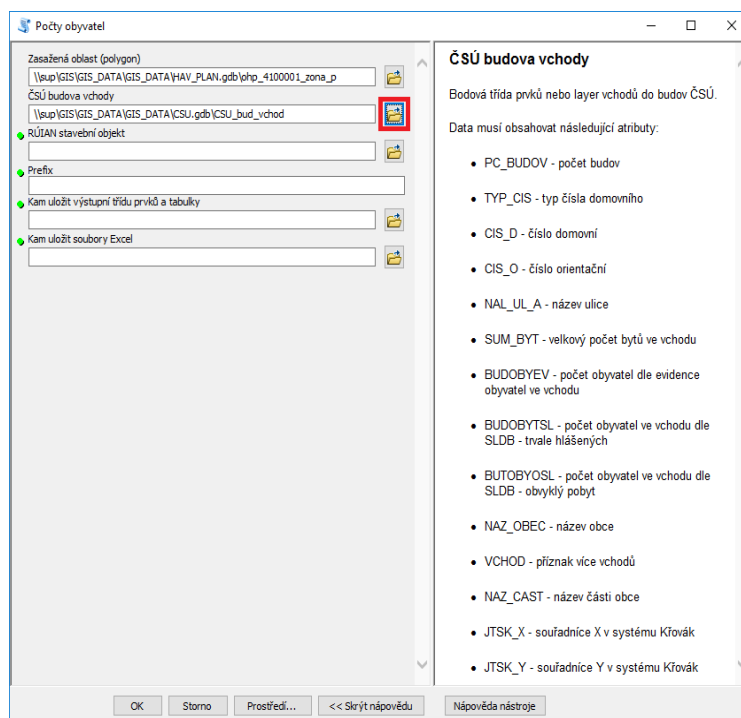 Počty obyvatel
Zasažená oblast (polygon)
\\sup\GIS\GIS_DATA\GIS_DATA\HAV_PLAN.gdb\ohp_4100001_zona_p
ČSÚ budova vchody
\\sup\GIS\GIS_DATA\GIS_DATA\CSU.gdb\CSU_bud_vchod
RÚIAN stavební objekt
Prefix
Kam uložit výstupní třídu prvků a tabulky
Kam uložit soubory Excel
ČSÚ budova vchody
Bodová třída prvků nebo layer vchodů do budov ČSÚ.
Data musí obsahovat následující atributy:
• PC_BUDOV - počet budov
• TYP_CIS - typ čísla domovního
• CIS_D - číslo domovní
• CIS_O - číslo orientační
• NAL_UL_A - název ulice
• SUM_BYT - velkový počet bytů ve vchodu
• BUDOBYEV - počet obyvatel dle evidence
obyvatel ve vchodu
• BUDOBYTSL - počet obyvatel ve vchodu dle
SLDB - trvale hlášených
• BUTOBYOSL - počet obyvatel ve vchodu dle
SLDB - obvyklý pobyt
• NAZ_OBEC - název obce
• VCHOD - příznak více vchodů
• NAZ_CAST - název části obce
• JTSK_X - souřadníce X v systému Křovák
• JTSK_Y - souřadníce Y v systému Křovák
OK Storno Prostředí... << Skrýt nápovědu Nápověda nástroje